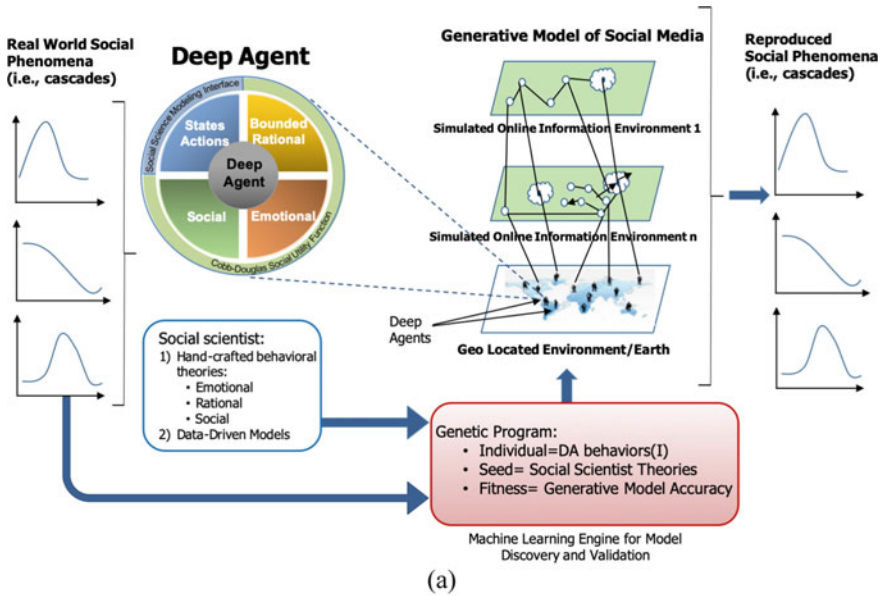 Real World Social
Phenomena
(i.e., cascades)
Deep Agent
Social Science Modeling Interface
States
Actions
Bounded
Rational
Deep
Agent
Social
Emotional
Cobb-Douglas Social Utility Function
Generative Model of Social Media
Simulated Online Information Environment 1
Simulated Online Information Environment n
Deep
Agents
Geo Located Environment/Earth
Reproduced
Social Phenomena
(i.e., cascades)
Social scientist:
1) Hand-crafted behavioral
theories:
• Emotional
• Rational
• Social
2) Data-Driven Models
Genetic Program:
• Individual=DA behaviors(I)
• Seed= Social Scientist Theories
• Fitness= Generative Model Accuracy
Machine Learning Engine for Model
Discovery and Validation
(a)